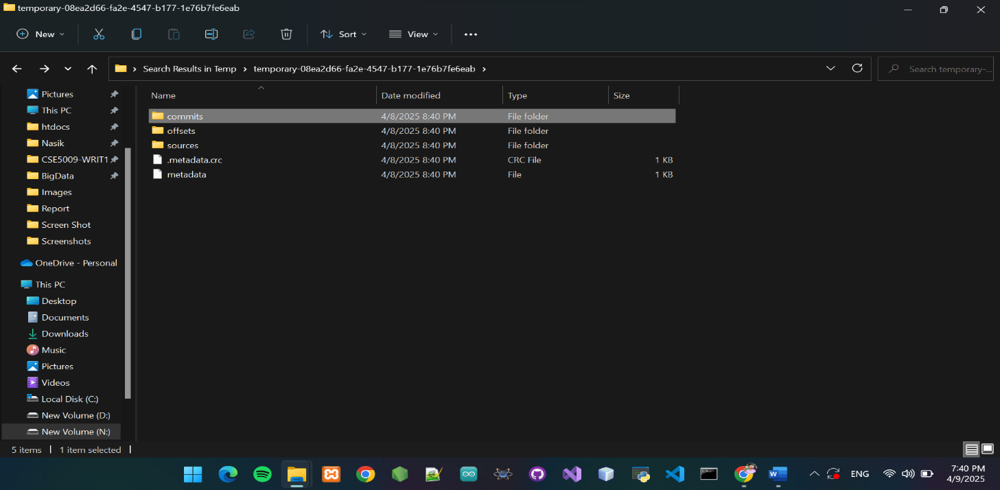 temporary-08ea2d66-fa2e-4547-b177-1e76b7fe6eab
New Sort View
Search Results in Temp temporary-08ea2d66-fa2e-4547-b177-1e76b7fe6eab Search temporary-...
Pictures
This PC
htdocs
Nasik
CSE5009-WRIT1
BigData
Images
Report
Screen Shot
Screenshots
OneDrive - Personal
This PC
Desktop
Documents
Downloads
Music
Pictures
Videos
Local Disk (C:)
New Volume (D:)
New Volume (N:)
Name Date modified Type Size
commits 4/8/2025 8:40 PM File folder
offsets 4/8/2025 8:40 PM File folder
sources 4/8/2025 8:40 PM File folder
.metadata.crc 4/8/2025 8:40 PM CRC File 1 KB
metadata 4/8/2025 8:40 PM File 1 KB
5 items 1 item selected
ENG 7:40 PM
4/9/2025